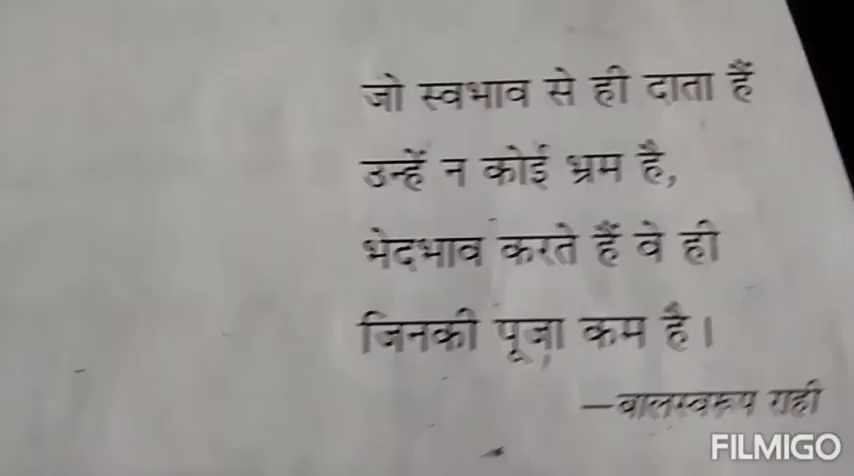 जो स्वभाव से ही दाता हैं
उन्हें न कोई भ्रम है,
भेदभाव करते हैं वे ही
जिनकी पूजा कम है।
—बालस्वरूप राही
FILMIGO